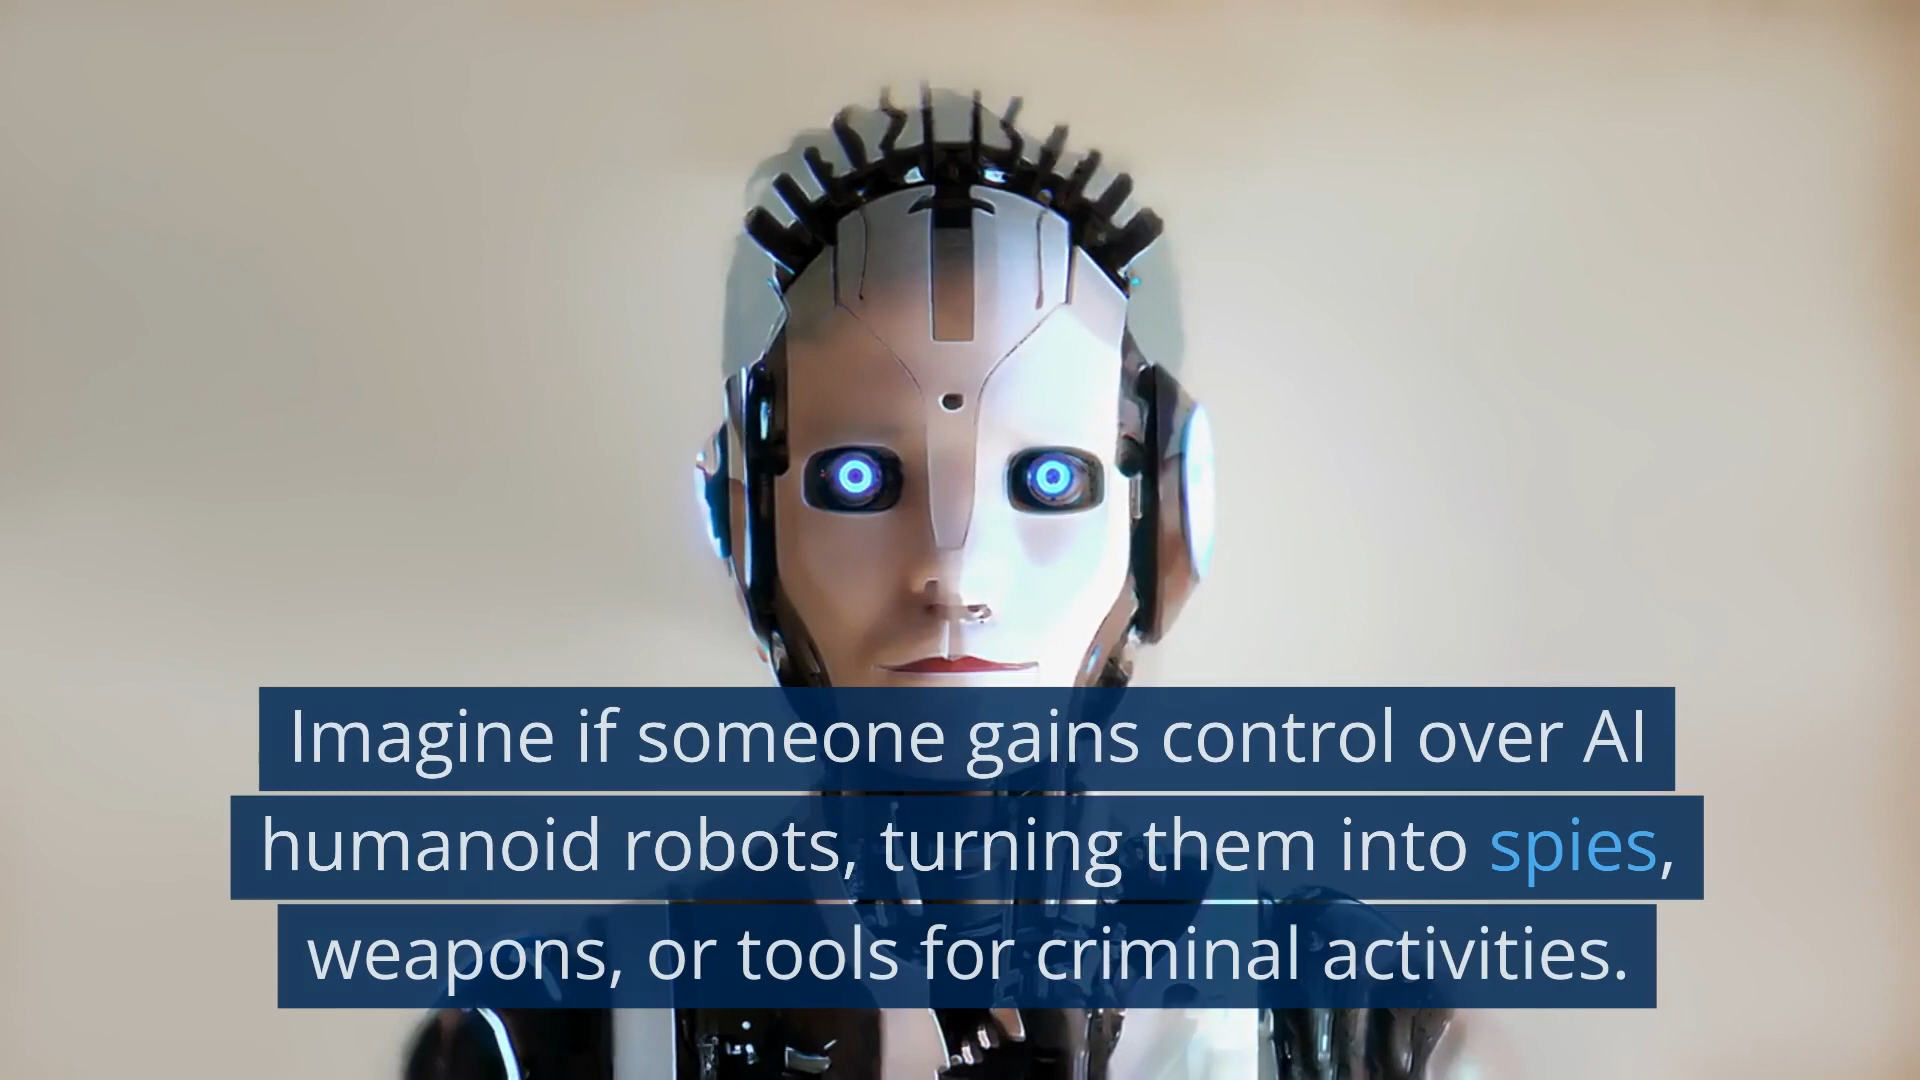 Imagine if someone gains control over AI
humanoid robots, turning them into spies,
weapons, or tools for criminal activities.